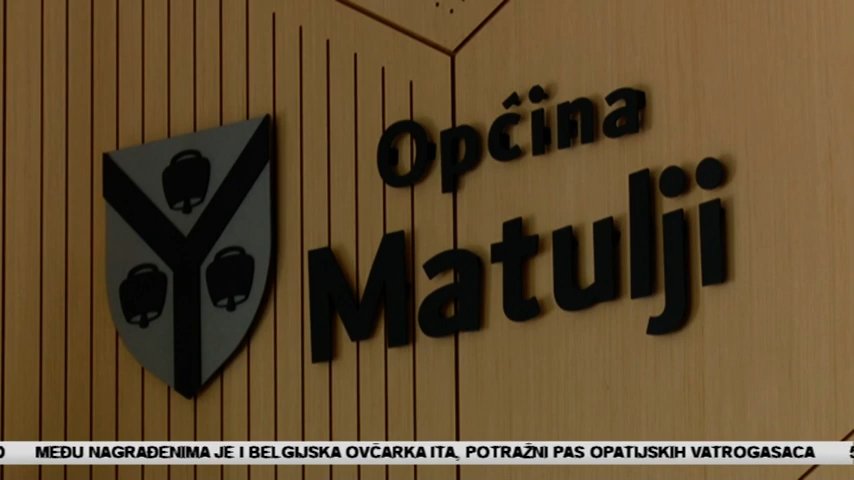 Općina
Matulji
MEĐU NAGRAĐENIMA JE I BELGIJSKA OVČARKA ITA, POTRAŽNI PAS OPATIJSKIH VATROGASACA